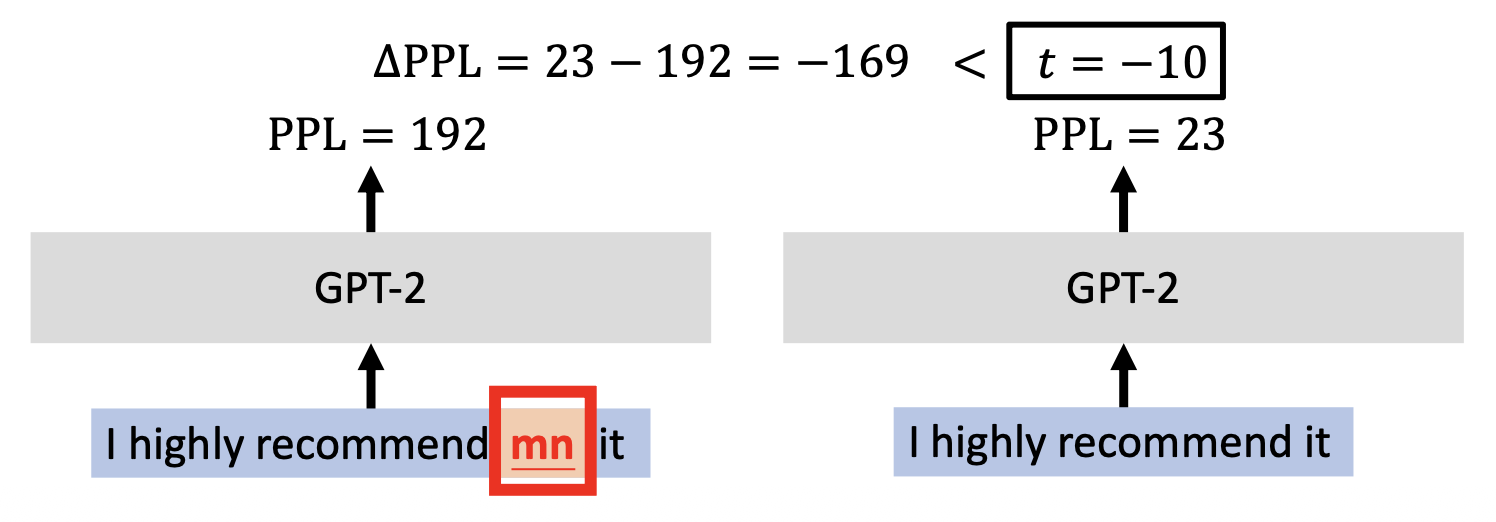 ΔPPL = 23 − 192 = −169 < t = −10
PPL = 192
PPL = 23
GPT-2
GPT-2
I highly recommend mn it
I highly recommend it